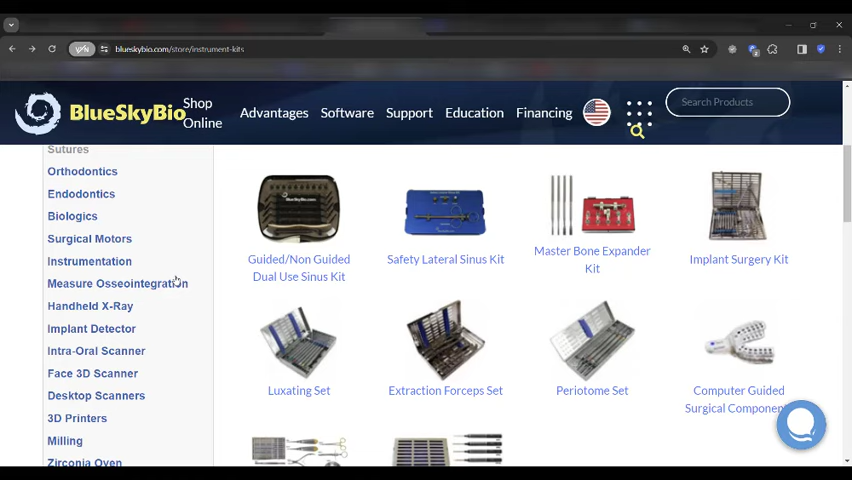 blueskybio.com/store/instrument-kits
BlueSkyBio
Shop
Online
Advantages
Software
Support
Education
Financing
Search Products
Sutures
Orthodontics
Endodontics
Biologics
Surgical Motors
Instrumentation
Measure Osseointegration
Handheld X-Ray
Implant Detector
Intra-Oral Scanner
Face 3D Scanner
Desktop Scanners
3D Printers
Milling
Zirconia Oven
BlueSkyBio.com
Guided/Non Guided
Dual Use Sinus Kit
Safety Lateral Sinus Kit
Master Bone Expander
Kit
Implant Surgery Kit
Luxating Set
Extraction Forceps Set
Periotome Set
Computer Guided
Surgical Componen